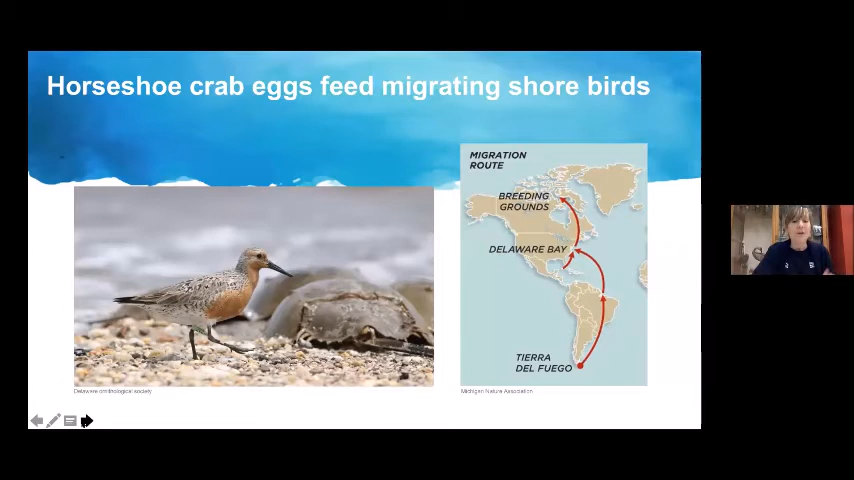 Horseshoe crab eggs feed migrating shore birds
MIGRATION
ROUTE
BREEDING
GROUNDS
DELAWARE BAY
TIERRA
DEL FUEGO
Delaware ornithological society
Michigan Nature Association